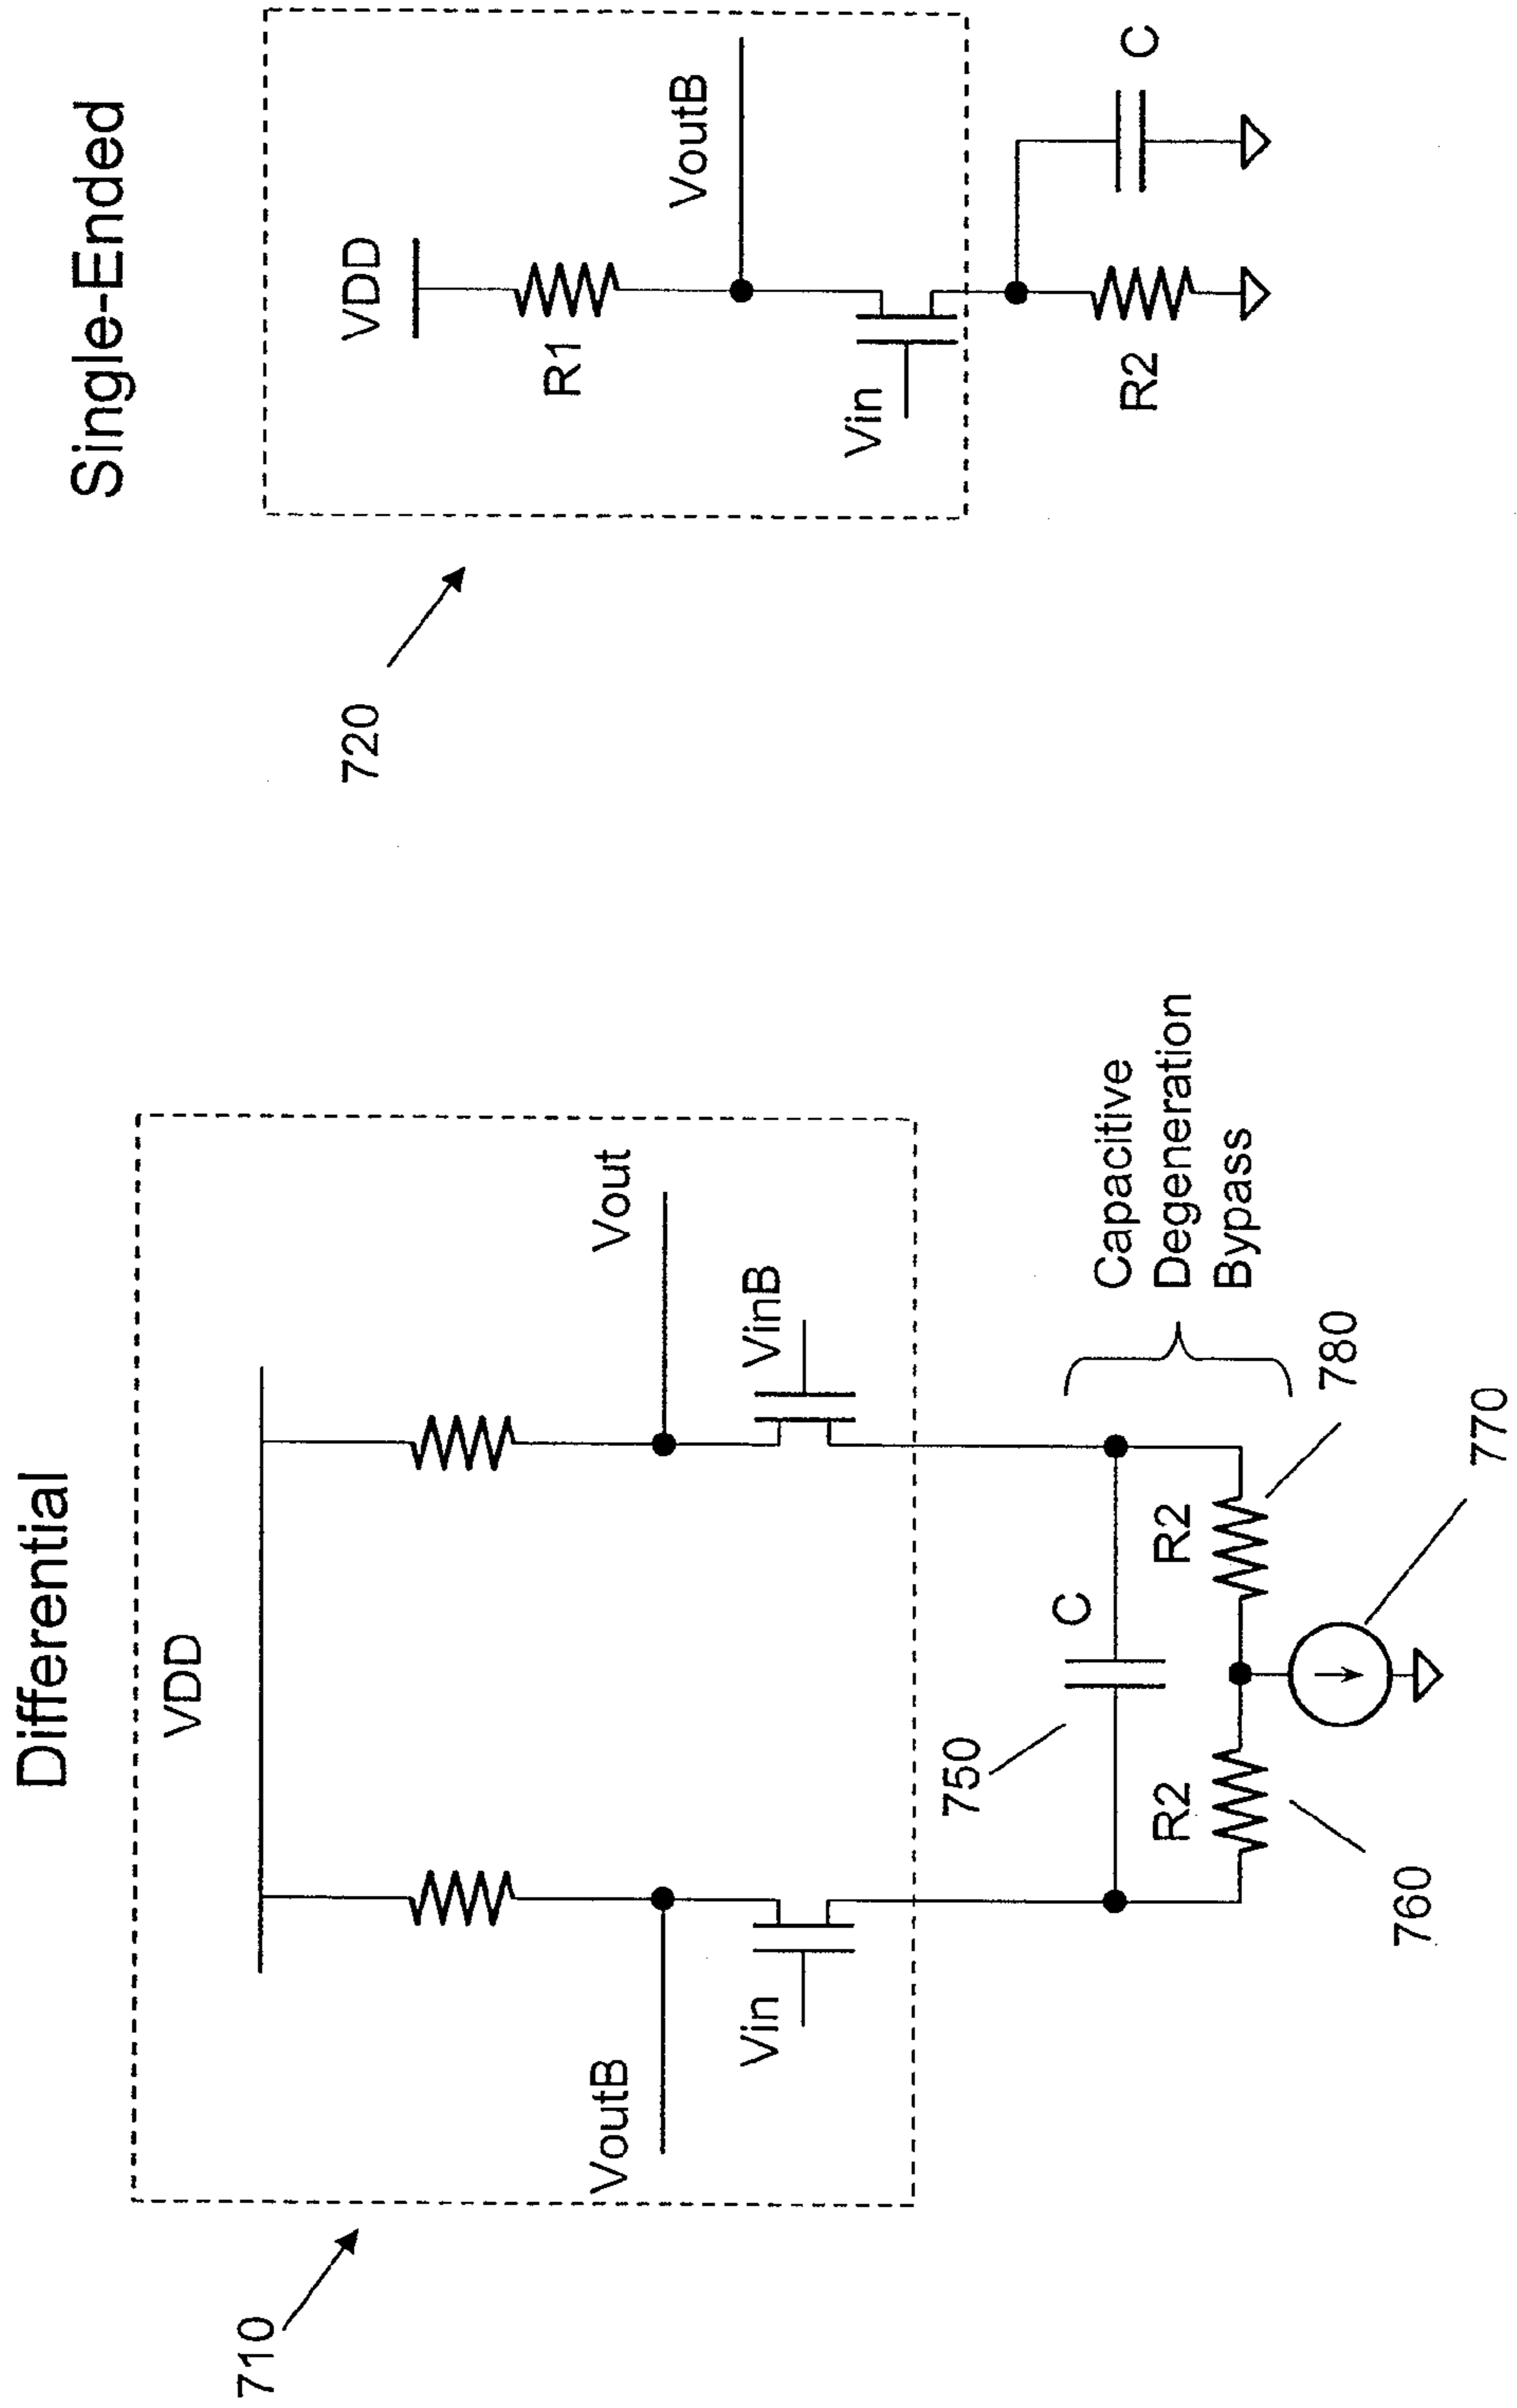 Differential
Single-Ended
710
VDD
VoutB
Vout
Vin
VinB
750
C
R2
R2
760
780
770
Capacitive
Degeneration
Bypass
720
VDD
R1
VoutB
Vin
R2
C